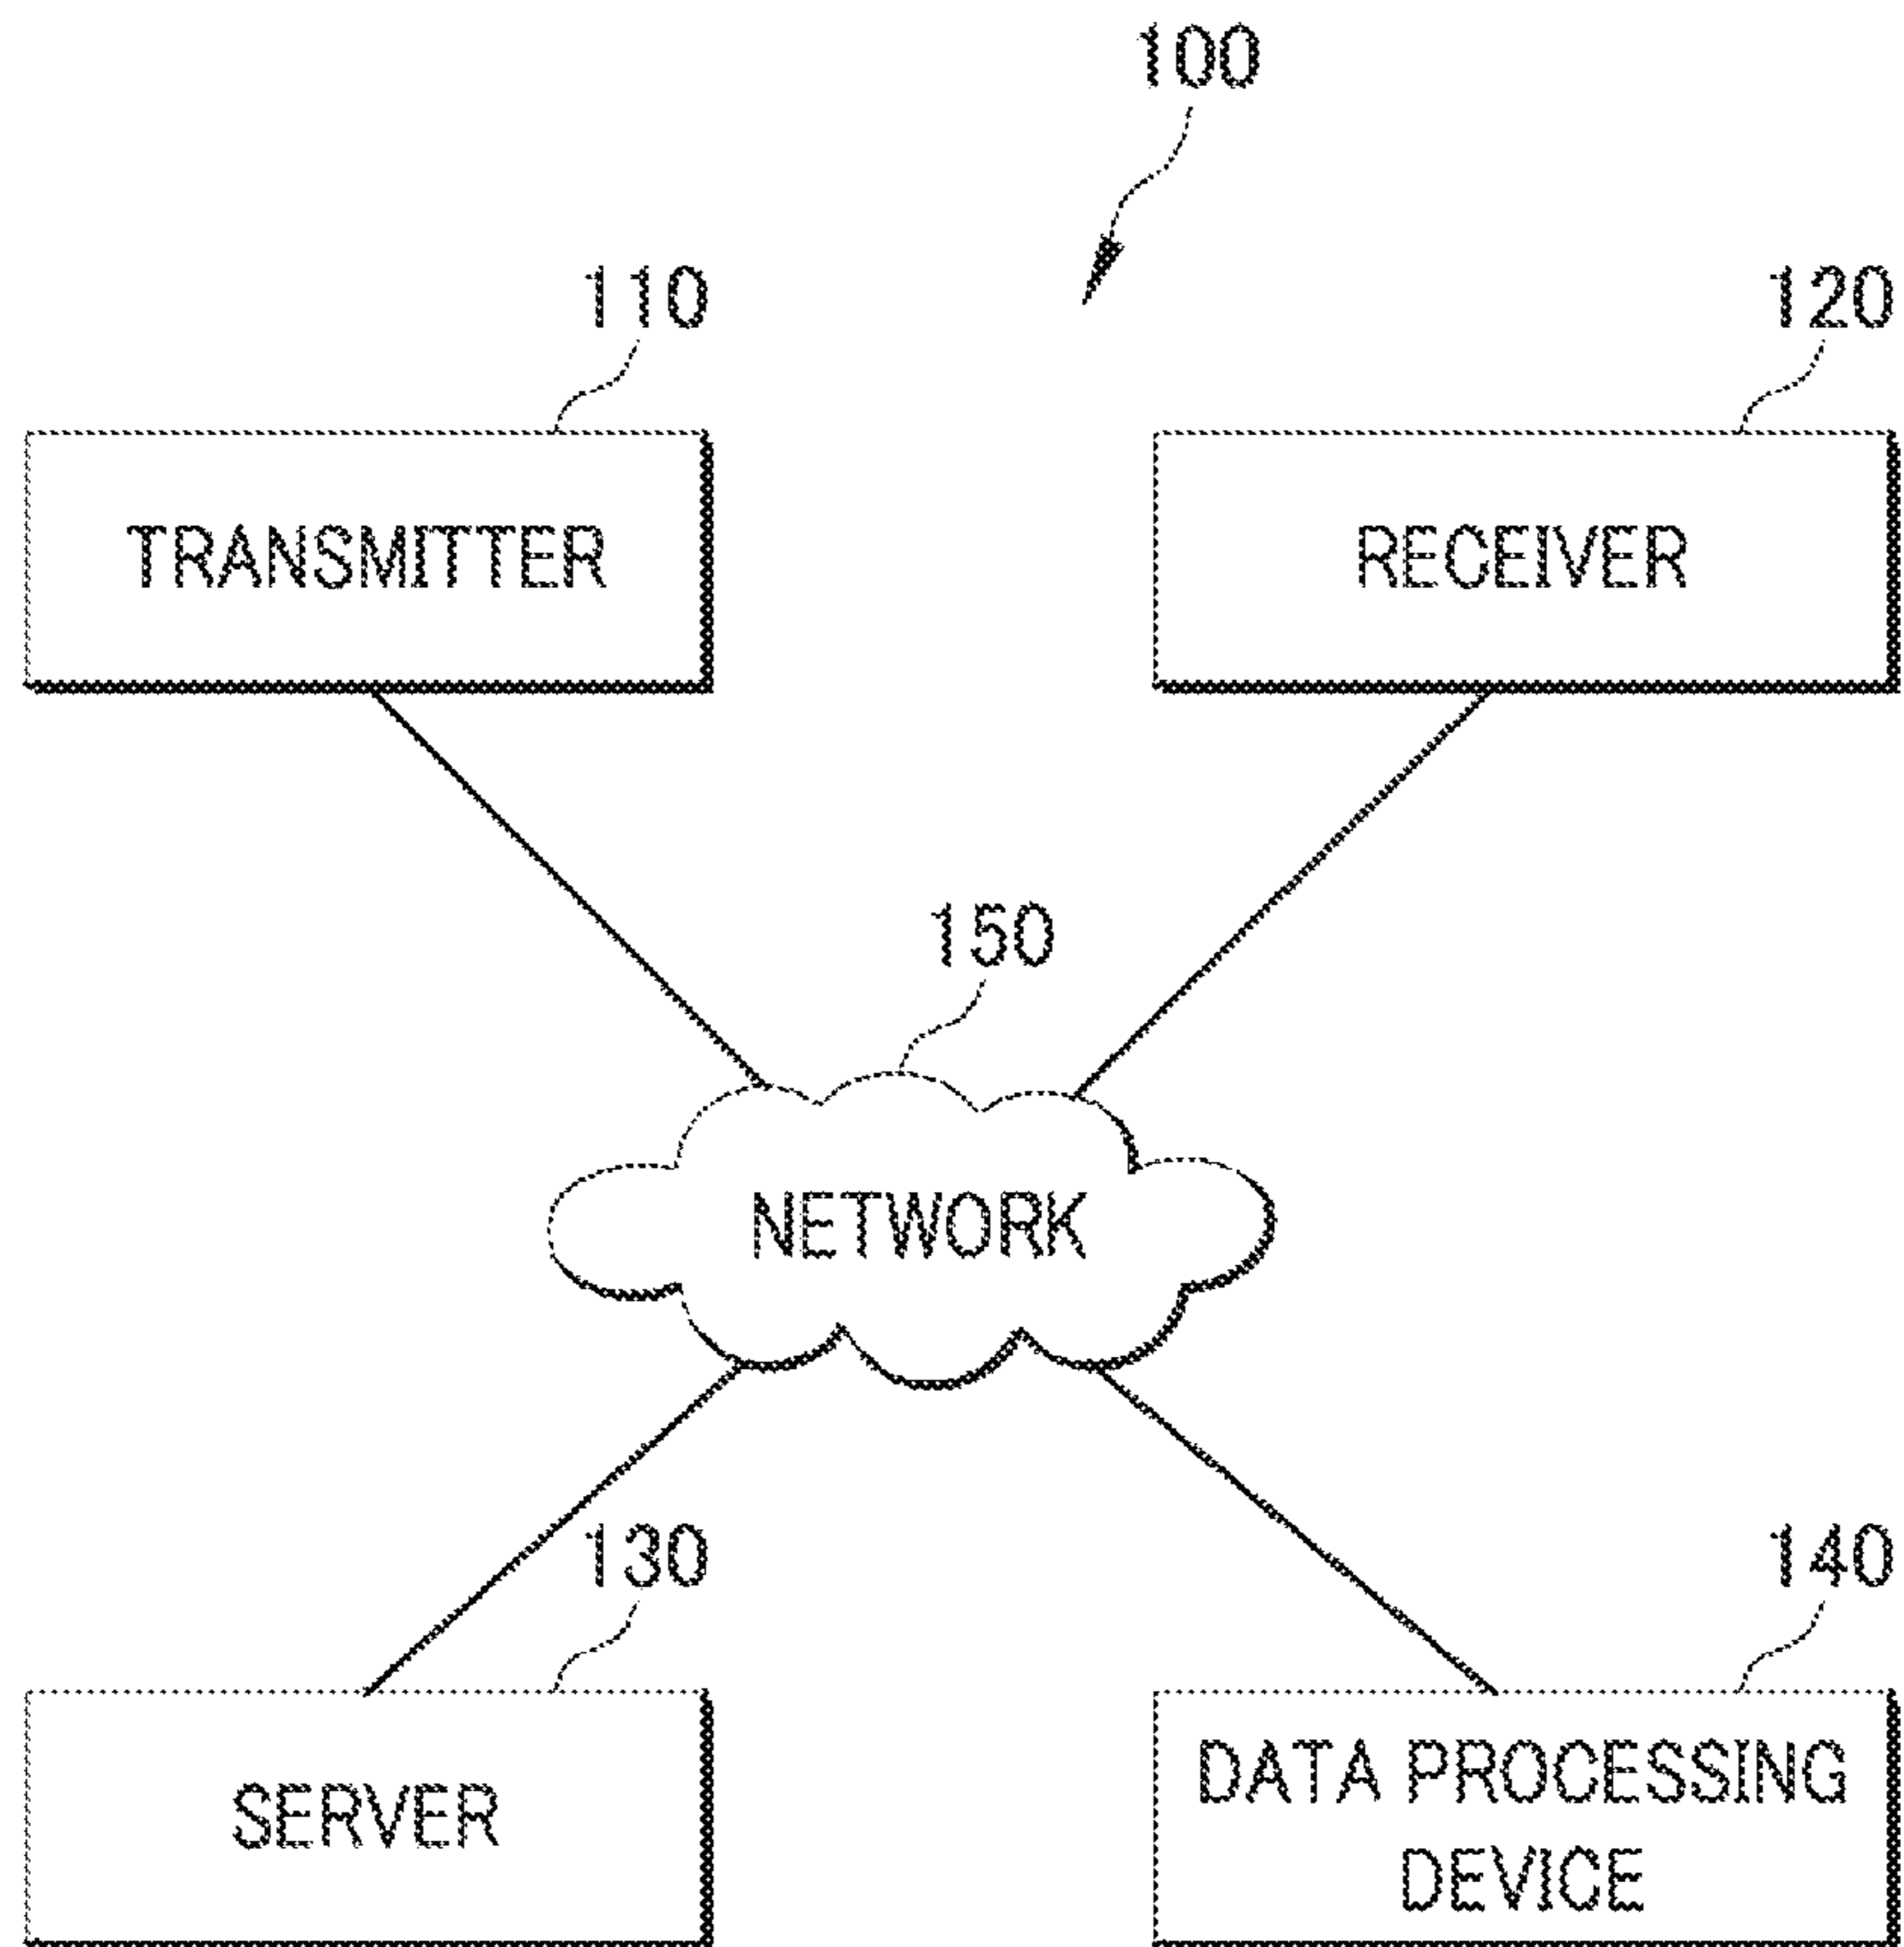 100
110
120
TRANSMITTER
RECEIVER
150
NETWORK
130
140
SERVER
DATA PROCESSING
DEVICE